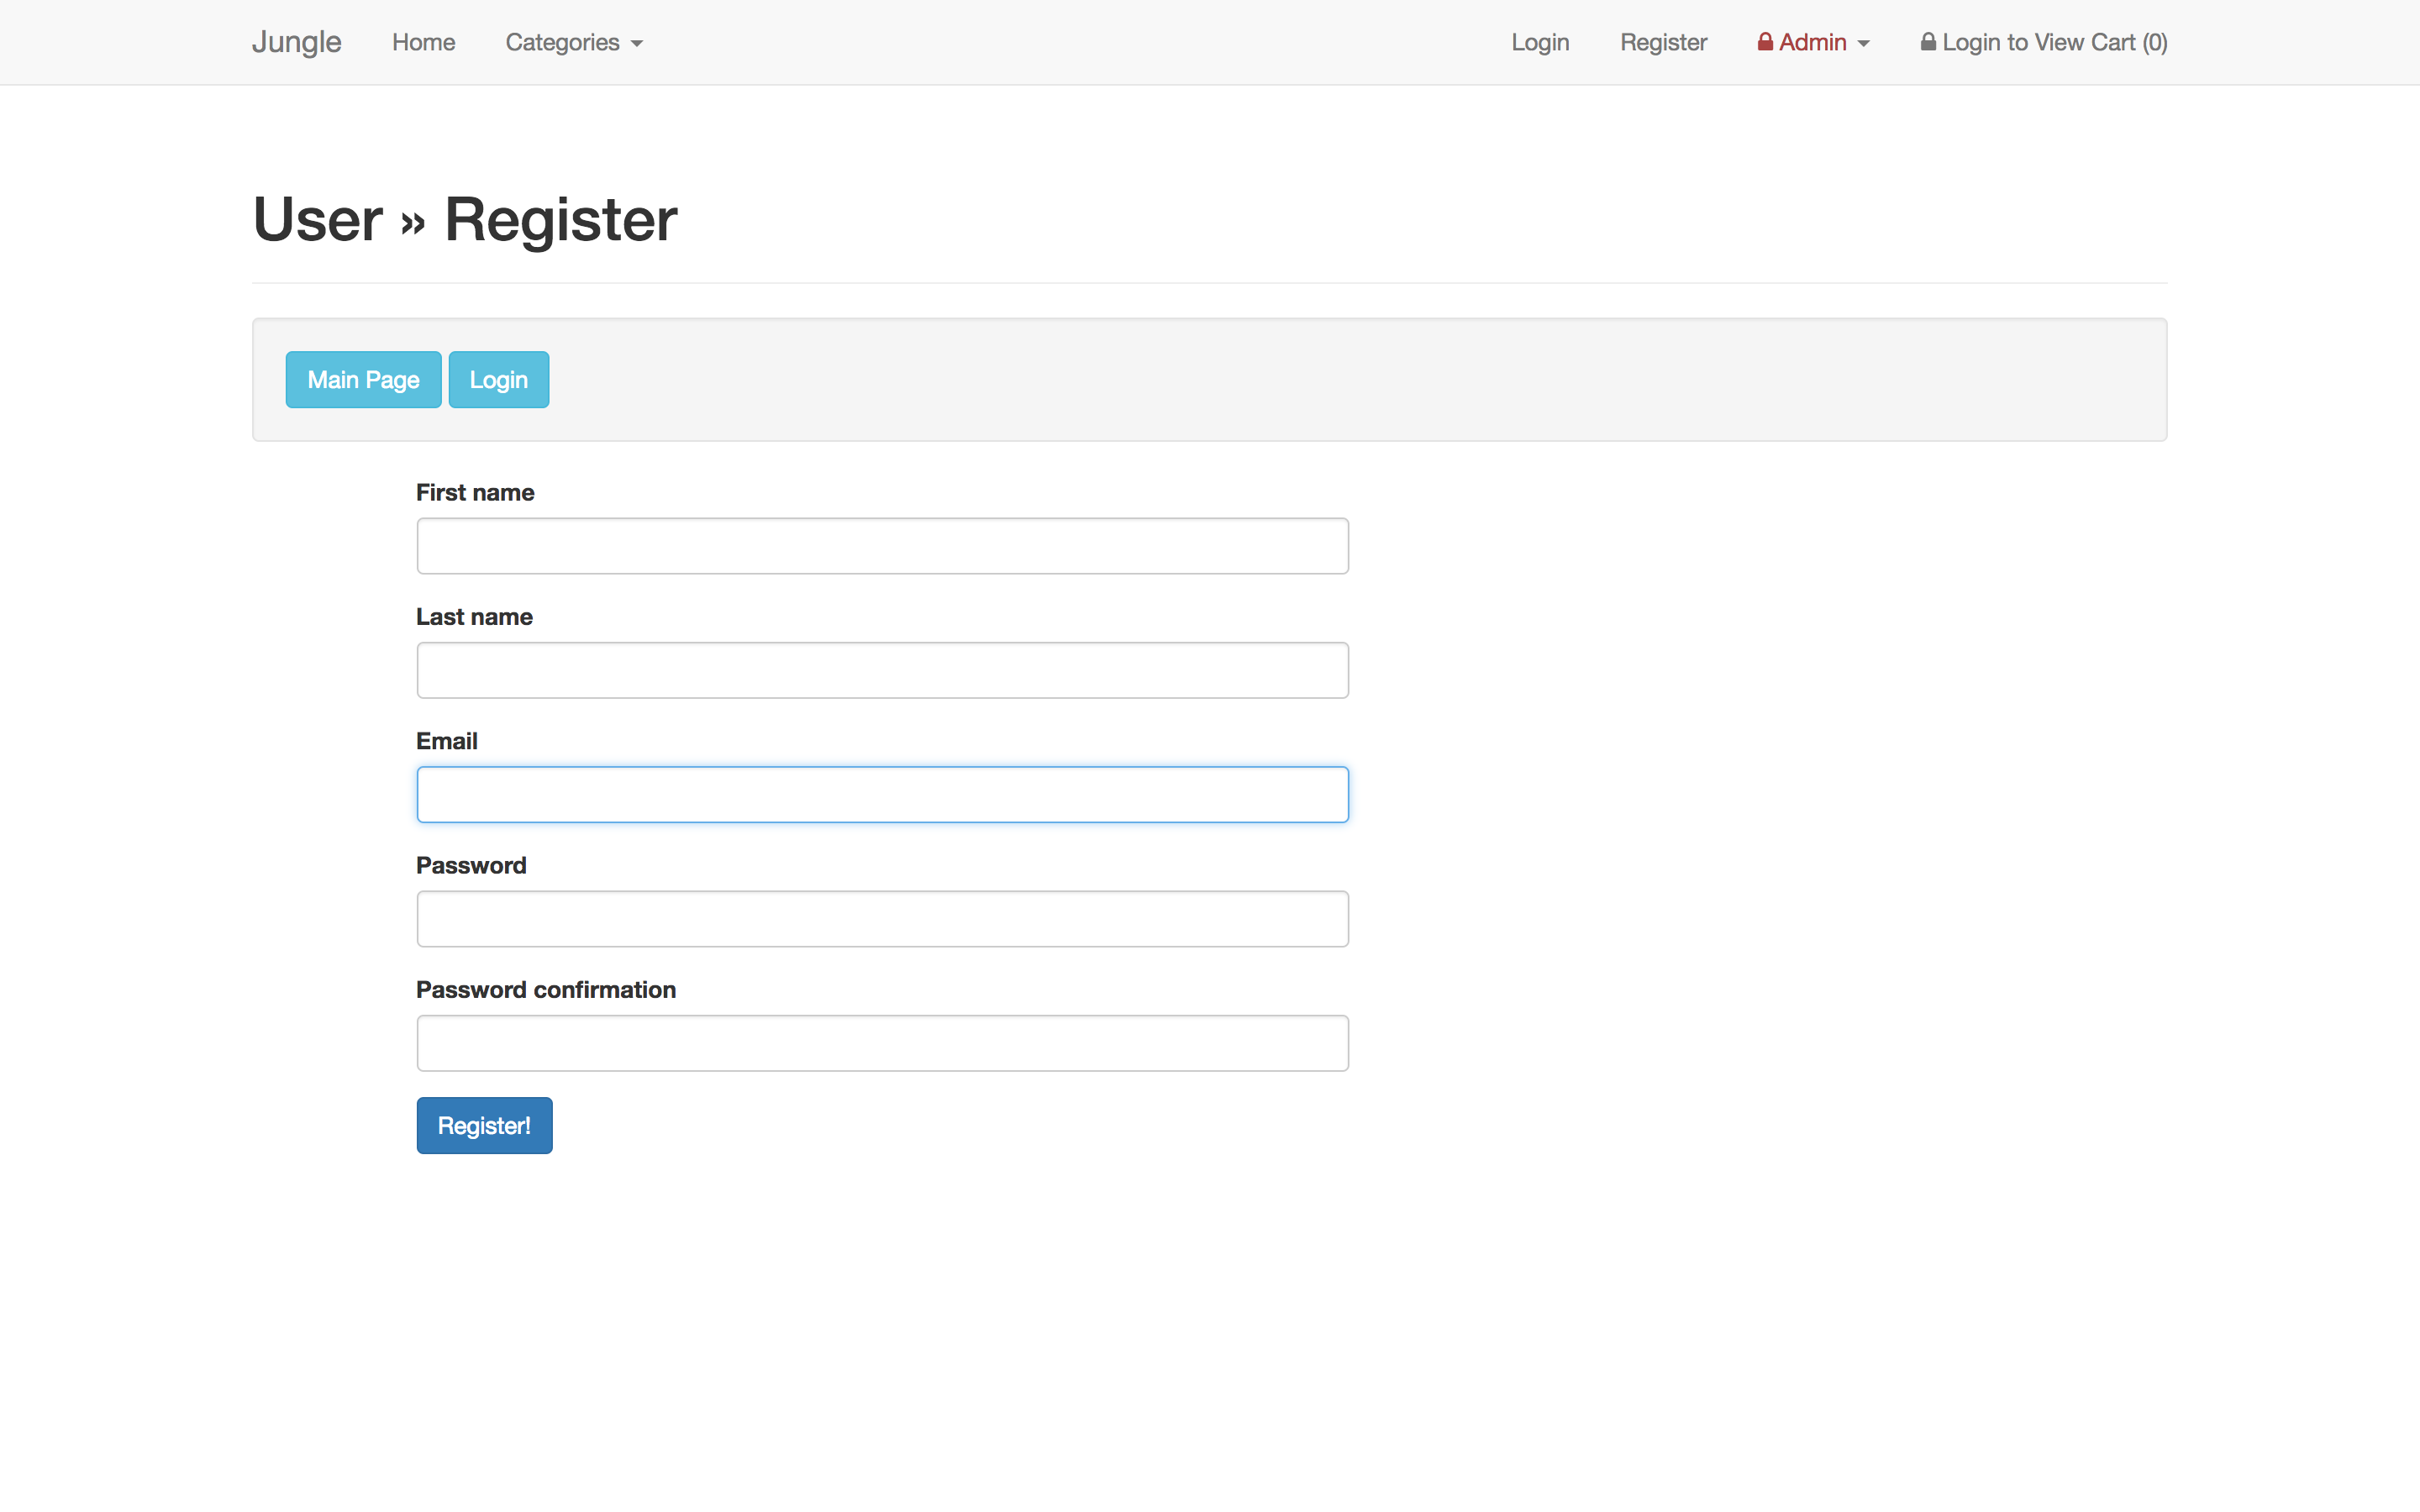 Jungle Home Categories Login Register Admin Login to View Cart (0)
User » Register
Main Page Login
First name
Last name
Email
Password
Password confirmation
Register!